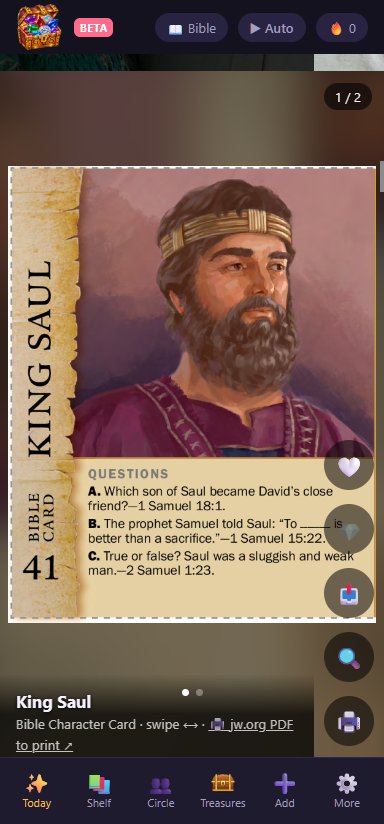 BETA
Bible
Auto
0
1 / 2
KING SAUL
BIBLE
CARD
41
QUESTIONS
A. Which son of Saul became David's close
friend?—1 Samuel 18:1.
B. The prophet Samuel told Saul: “To _____ is
better than a sacrifice.”—1 Samuel 15:22.
C. True or false? Saul was a sluggish and weak
man.—2 Samuel 1:23.
King Saul
Bible Character Card · swipe ↔ · jw.org PDF
to print ↗
Today
Shelf
Circle
Treasures
Add
More